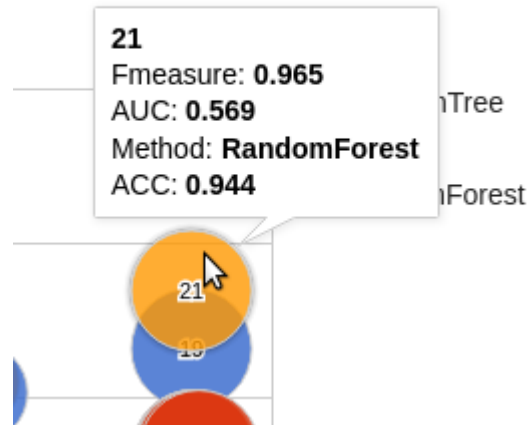 21
Fmeasure: 0.965
AUC: 0.569
Method: RandomForest
ACC: 0.944
nTree
nForest
21
19